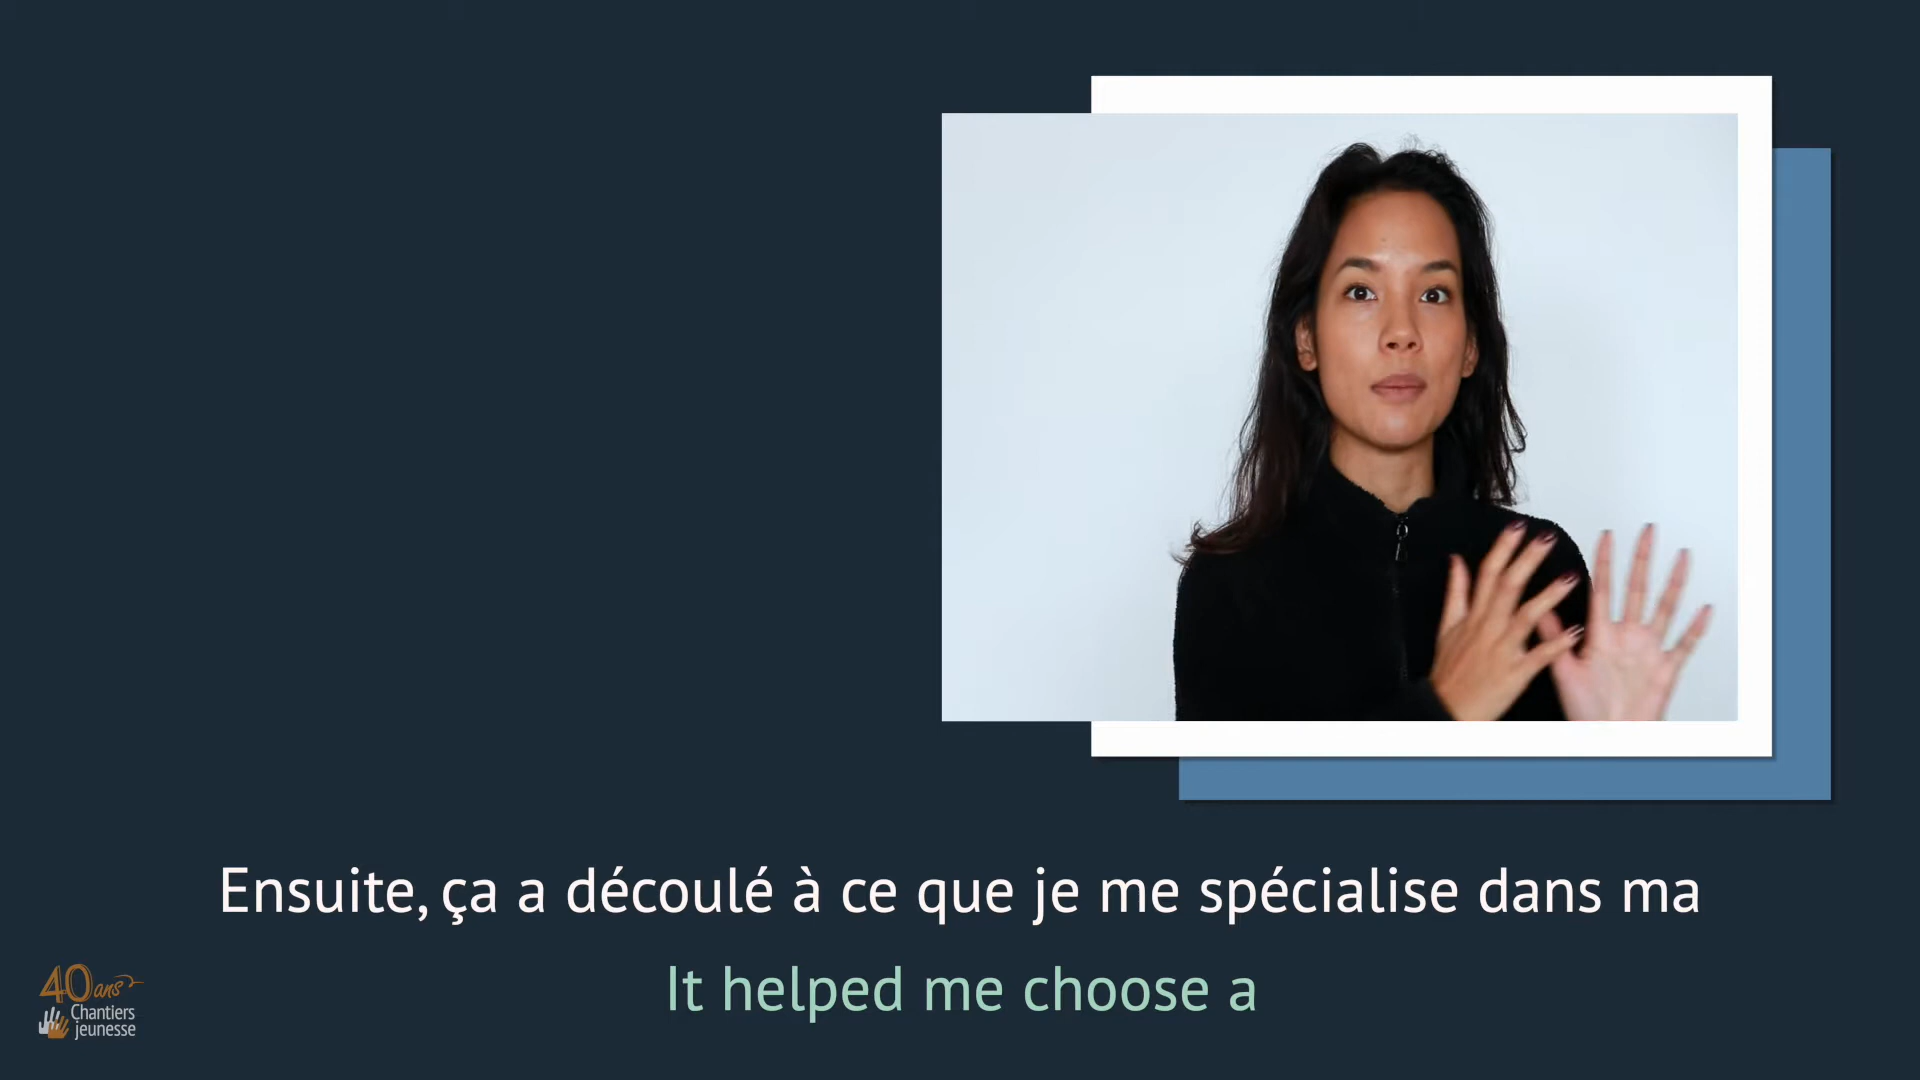 Ensuite, ça a découlé à ce que je me spécialise dans ma
It helped me choose a
40 ans
Chantiers
jeunesse